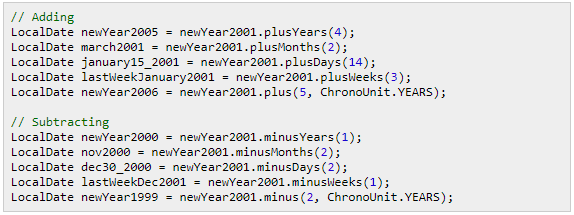 // Adding
LocalDate newYear2005 = newYear2001.plusYears(4);
LocalDate march2001 = newYear2001.plusMonths(2);
LocalDate january15_2001 = newYear2001.plusDays(14);
LocalDate lastWeekJanuary2001 = newYear2001.plusWeeks(3);
LocalDate newYear2006 = newYear2001.plus(5, ChronoUnit.YEARS);
// Subtracting
LocalDate newYear2000 = newYear2001.minusYears(1);
LocalDate nov2000 = newYear2001.minusMonths(2);
LocalDate dec30_2000 = newYear2001.minusDays(2);
LocalDate lastWeekDec2001 = newYear2001.minusWeeks(1);
LocalDate newYear1999 = newYear2001.minus(2, ChronoUnit.YEARS);